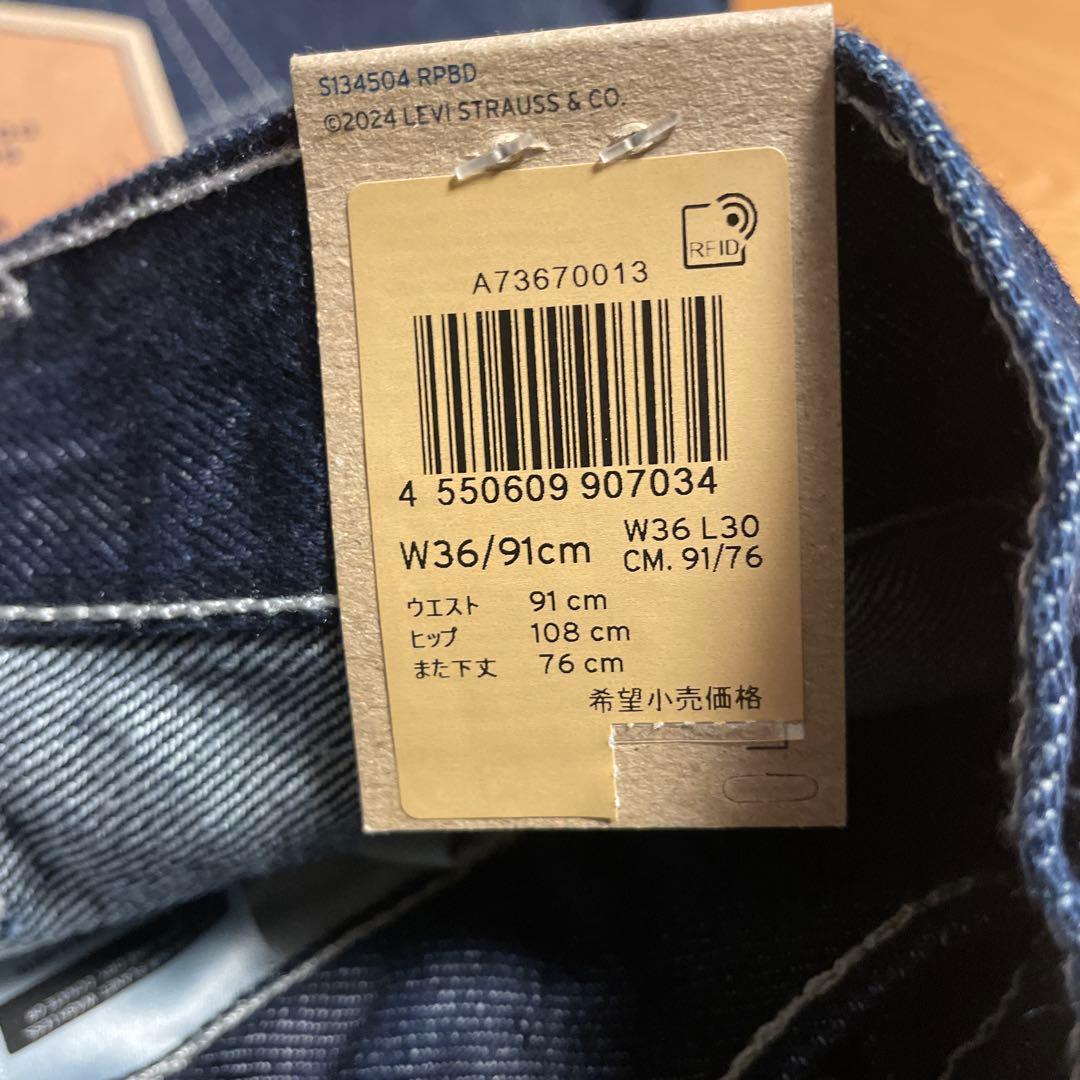 S134504 RPBD
©2024 LEVI STRAUSS & CO.
RFID
A73670013
4 550609 907034
W36/91cm
W36 L30
CM. 91/76
ウエスト 91 cm
ヒップ 108 cm
また下丈 76 cm
希望小売価格